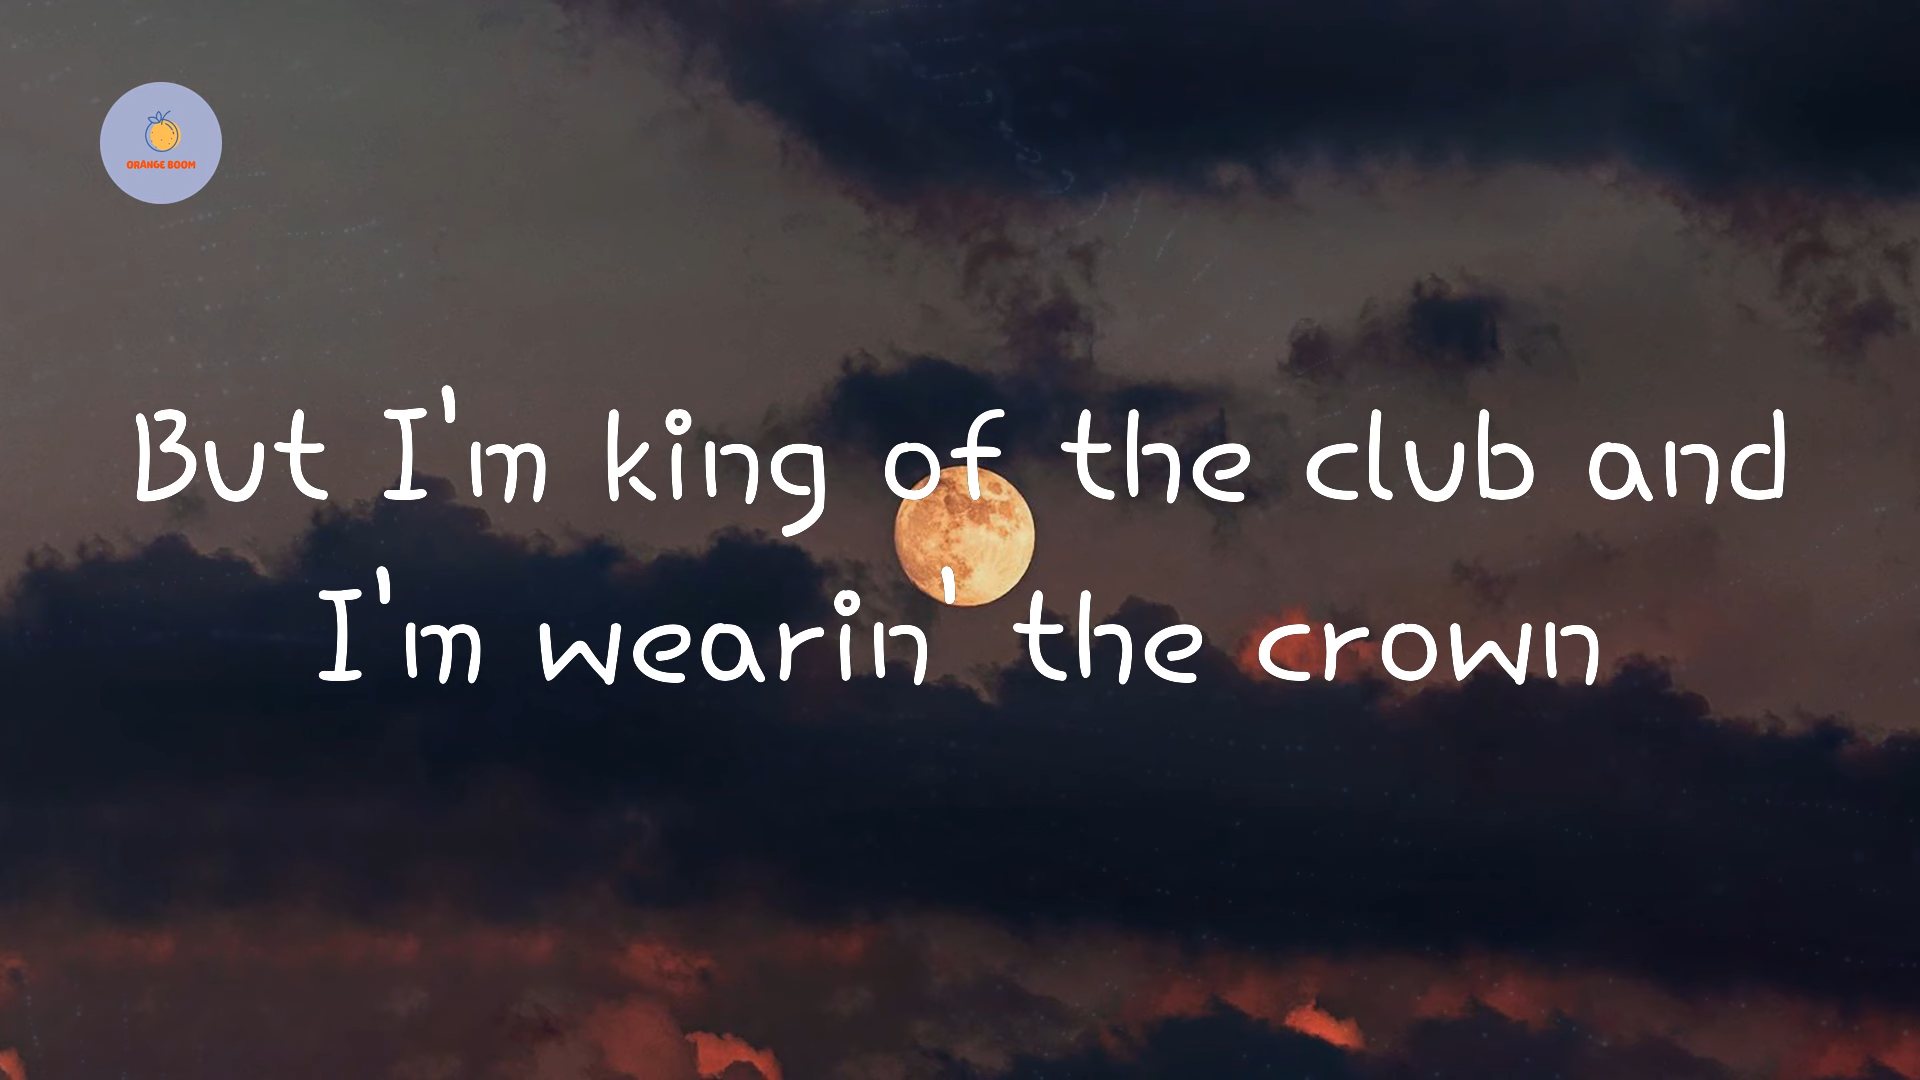 ORANGE BOOM
But I'm king of the club and
I'm wearin' the crown